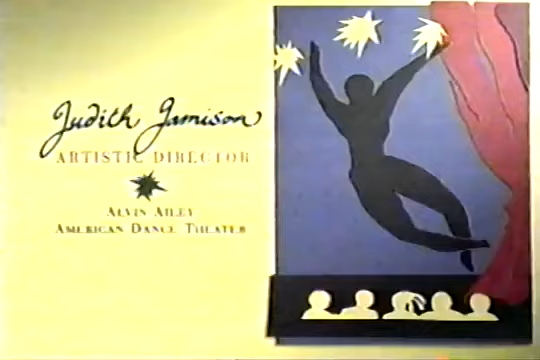 Judith Jamison
ARTISTIC DIRECTOR
ALVIN AILEY
AMERICAN DANCE THEATER